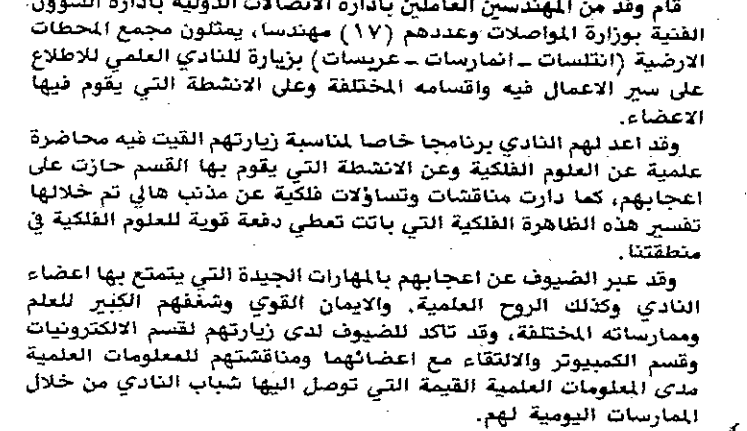 قام وفد من المهندسين العاملين بادارة الاتصالات الدولية بادارة الشؤون
الفنية بوزارة المواصلات وعددهم (١٧) مهندسا، يمثلون مجمع المحطات
الارضية (انتلسات ـ انمارسات ـ عربسات) بزيارة للنادي العلمي للاطلاع
على سير الاعمال فيه واقسامه المختلفة وعلى الانشطة التي يقوم فيها
الاعضاء.
وقد اعد لهم النادي برنامجا خاصا لمناسبة زيارتهم القيت فيه محاضرة
علمية عن العلوم الفلكية وعن الانشطة التي يقوم بها القسم حازت على
اعجابهم، كما دارت مناقشات وتساؤلات فلكية عن مذنب هالي تم خلالها
تفسير هذه الظاهرة الفلكية التي باتت تعطي دفعة قوية للعلوم الفلكية في
منطقتنا.
وقد عبر الضيوف عن اعجابهم بالمهارات الجيدة التي يتمتع بها اعضاء
النادي وكذلك الروح العلمية، والايمان القوي وشغفهم الكبير للعلم
وممارساته المختلفة، وقد تاكد للضيوف لدى زيارتهم لقسم الالكترونيات
وقسم الكمبيوتر والالتقاء مع اعضائهما ومناقشتهم للمعلومات العلمية
مدى المعلومات العلمية القيمة التي توصل اليها شباب النادي من خلال
الممارسات اليومية لهم.